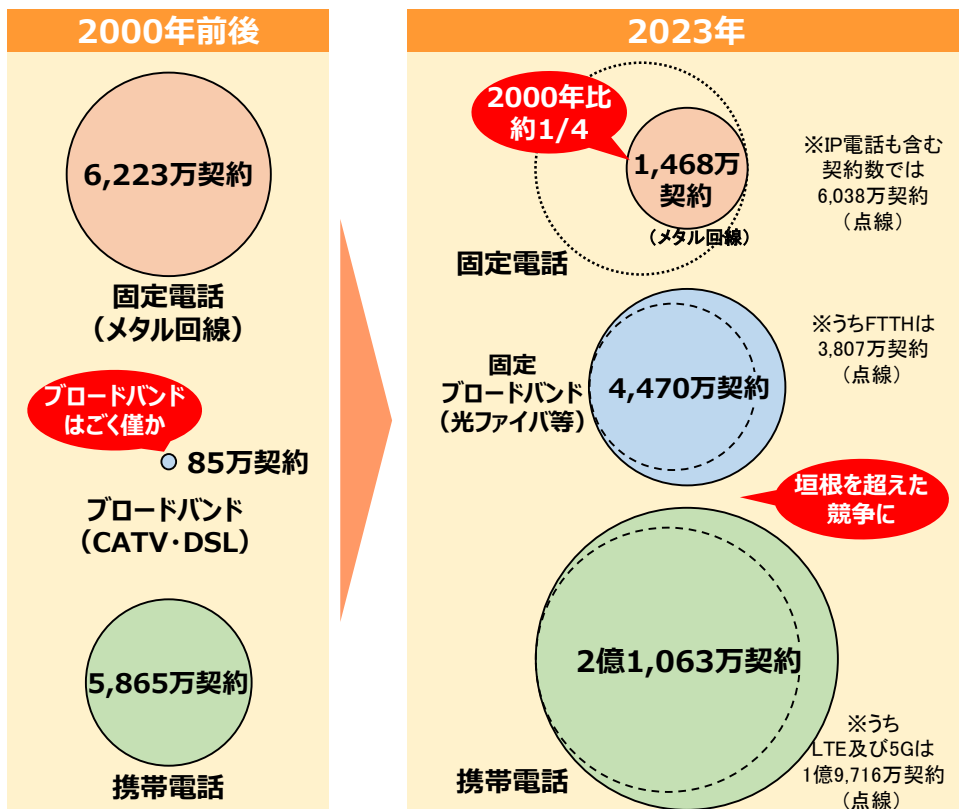 2000年前後
6,223万契約
固定電話
（メタル回線）
ブロードバンド
はごく僅か
85万契約
ブロードバンド
（CATV・DSL）
5,865万契約
携帯電話
2023年
2000年比
約1/4
1,468万
契約
（メタル回線）
固定電話
※IP電話も含む
契約数では
6,038万契約
（点線）
固定
ブロードバンド
（光ファイバ等）
4,470万契約
※うちFTTHは
3,807万契約
（点線）
垣根を超えた
競争に
2億1,063万契約
携帯電話
※うち
LTE及び5Gは
1億9,716万契約
（点線）